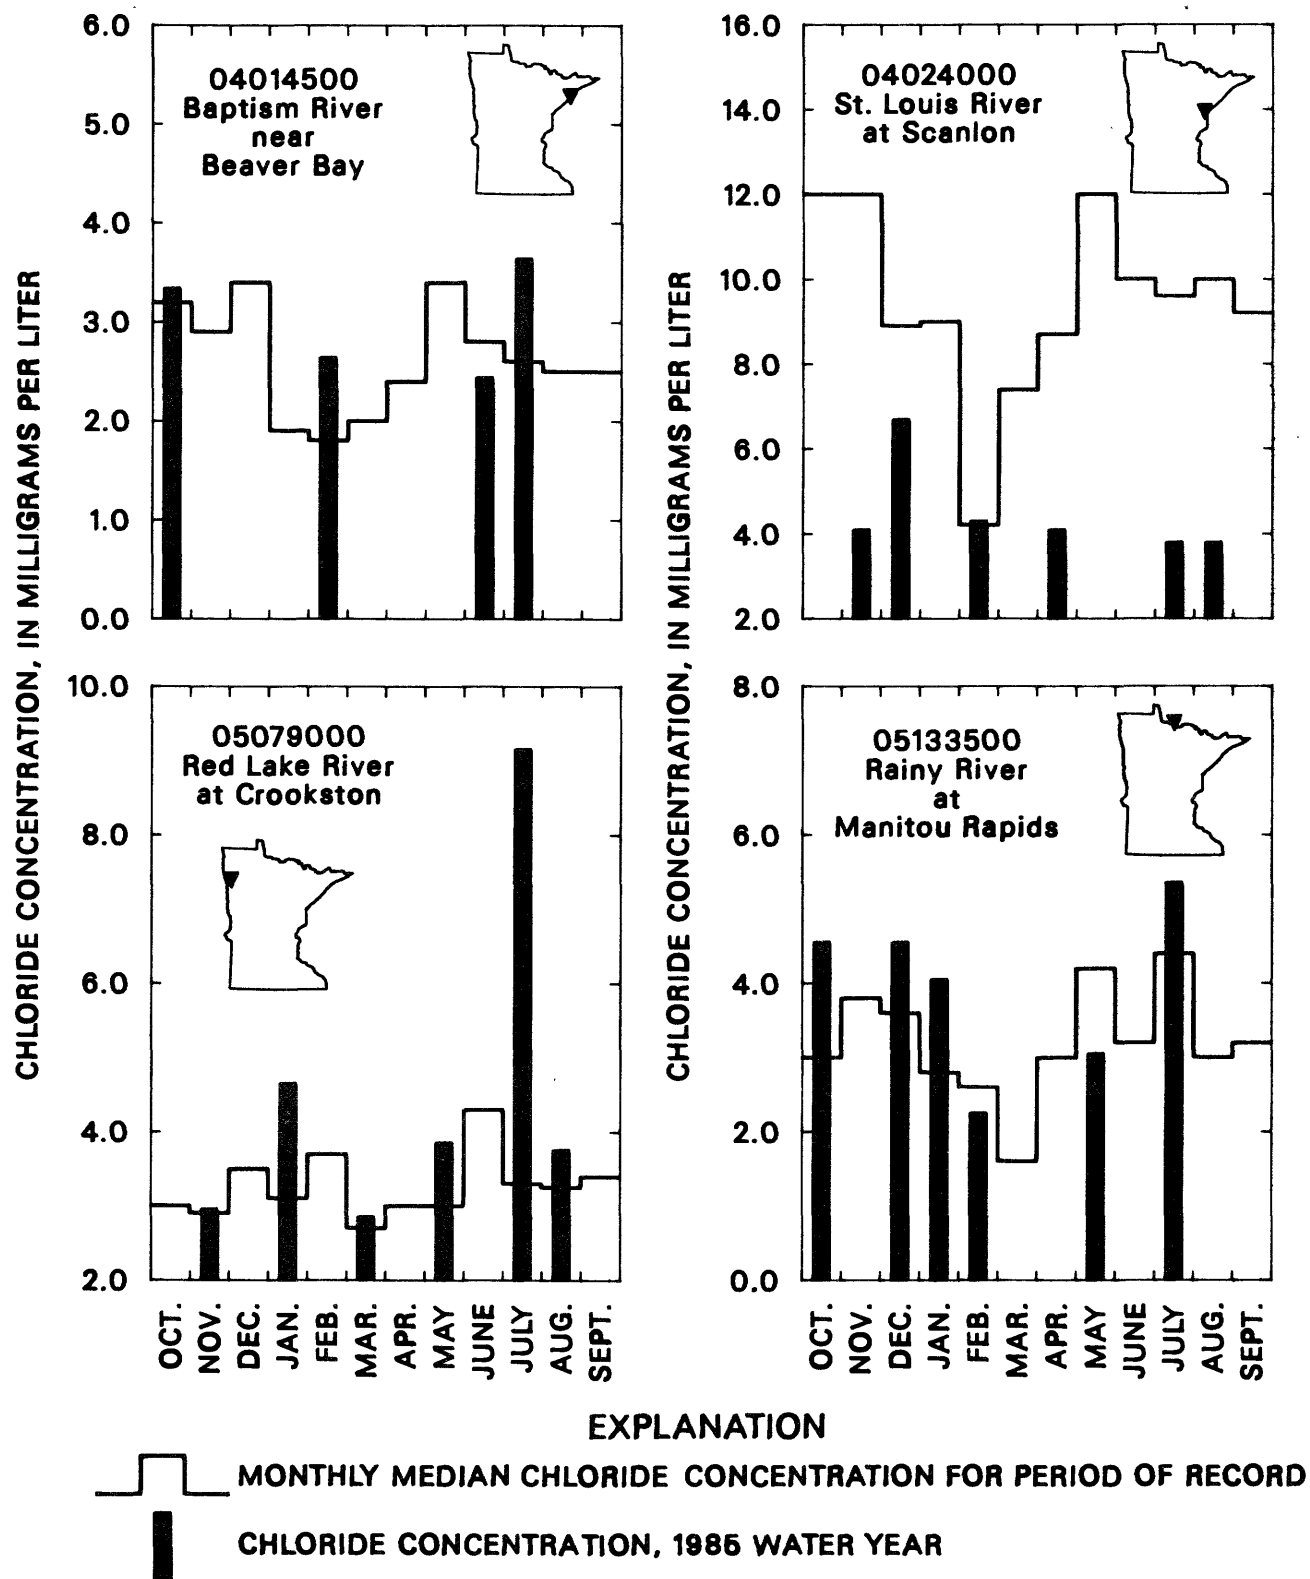 CHLORIDE CONCENTRATION, IN MILLIGRAMS PER LITER
6.0
5.0
4.0
3.0
2.0
1.0
0.0
04014500
Baptism River
near
Beaver Bay
CHLORIDE CONCENTRATION, IN MILLIGRAMS PER LITER
16.0
14.0
12.0
10.0
8.0
6.0
4.0
2.0
04024000
St. Louis River
at Scanlon
10.0
8.0
6.0
4.0
2.0
05079000
Red Lake River
at Crookston
OCT.
NOV.
DEC.
JAN.
FEB.
MAR.
APR.
MAY
JUNE
JULY
AUG.
SEPT.
8.0
6.0
4.0
2.0
0.0
05133500
Rainy River
at
Manitou Rapids
OCT.
NOV.
DEC.
JAN.
FEB.
MAR.
APR.
MAY
JUNE
JULY
AUG.
SEPT.
EXPLANATION
MONTHLY MEDIAN CHLORIDE CONCENTRATION FOR PERIOD OF RECORD
CHLORIDE CONCENTRATION, 1985 WATER YEAR